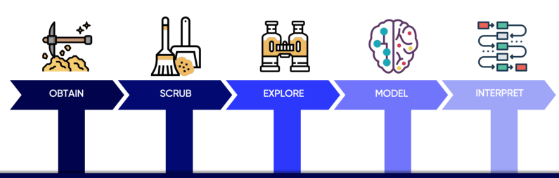 OBTAIN
SCRUB
EXPLORE
MODEL
INTERPRET